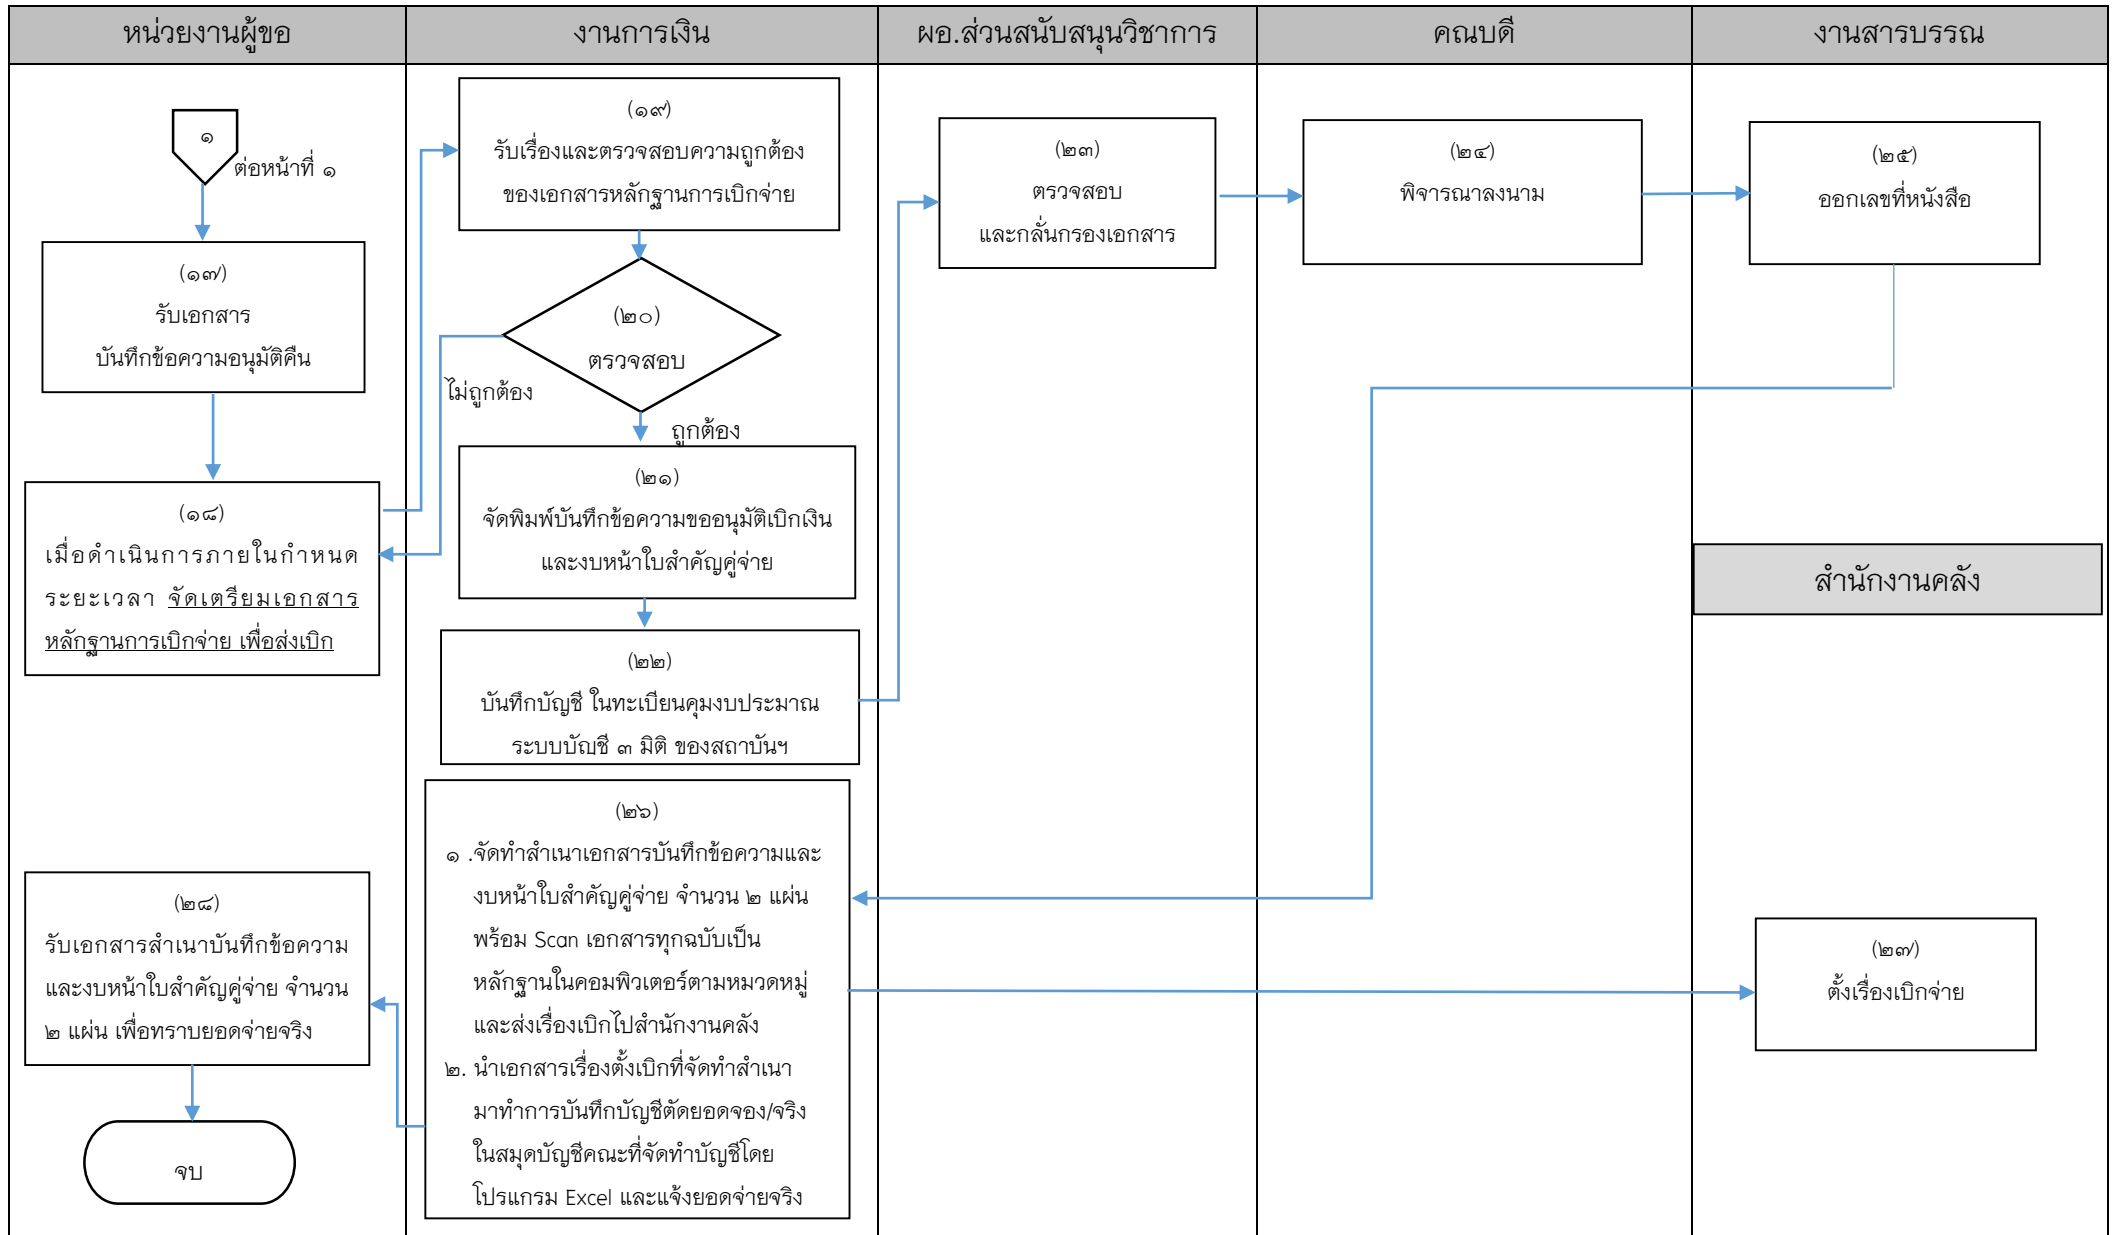 หน่วยงานผู้ขอ
งานการเงิน
ผอ.ส่วนสนับสนุนวิชาการ
คณบดี
งานสารบรรณ
๑
ต่อหน้าที่ ๑
(๑๗)
รับเอกสาร
บันทึกข้อความอนุมัติคืน
(๑๘)
เมื่อดำเนินการภายในกำหนด
ระยะเวลา จัดเตรียมเอกสาร
หลักฐานการเบิกจ่าย เพื่อส่งเบิก
(๑๙)
รับเรื่องและตรวจสอบความถูกต้อง
ของเอกสารหลักฐานการเบิกจ่าย
(๒๐)
ตรวจสอบ
ไม่ถูกต้อง
ถูกต้อง
(๒๑)
จัดพิมพ์บันทึกข้อความขออนุมัติเบิกเงิน
และงบหน้าใบสำคัญคู่จ่าย
(๒๒)
บันทึกบัญชี ในทะเบียนคุมงบประมาณ
ระบบบัญชี ๓ มิติ ของสถาบันฯ
(๒๓)
ตรวจสอบ
และกลั่นกรองเอกสาร
(๒๔)
พิจารณาลงนาม
(๒๕)
ออกเลขที่หนังสือ
สำนักงานคลัง
(๒๖)
๑ .จัดทำสำเนาเอกสารบันทึกข้อความและ
งบหน้าใบสำคัญคู่จ่าย จำนวน ๒ แผ่น
พร้อม Scan เอกสารทุกฉบับเป็น
หลักฐานในคอมพิวเตอร์ตามหมวดหมู่
และส่งเรื่องเบิกไปสำนักงานคลัง
๒. นำเอกสารเรื่องตั้งเบิกที่จัดทำสำเนา
มาทำการบันทึกบัญชีตัดยอดจอง/จริง
ในสมุดบัญชีคณะที่จัดทำบัญชีโดย
โปรแกรม Excel และแจ้งยอดจ่ายจริง
(๒๗)
ตั้งเรื่องเบิกจ่าย
(๒๘)
รับเอกสารสำเนาบันทึกข้อความ
และงบหน้าใบสำคัญคู่จ่าย จำนวน
๒ แผ่น เพื่อทราบยอดจ่ายจริง
จบ